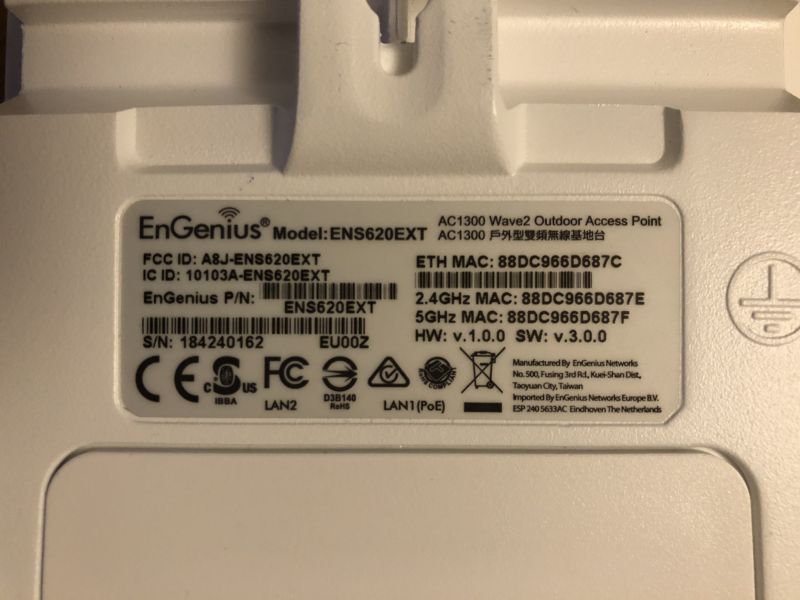 EnGenius® Model: ENS620EXT
AC1300 Wave2 Outdoor Access Point
AC1300 戶外型雙頻無線基地台
FCC ID: A8J-ENS620EXT
IC ID: 10103A-ENS620EXT
EnGenius P/N:
ENS620EXT
S/N: 184240162 EU00Z
ETH MAC: 88DC966D687C
2.4GHz MAC: 88DC966D687E
5GHz MAC: 88DC966D687F
HW: v.1.0.0 SW: v.3.0.0
CE
c US
IBBA
FC
LAN2
D3B140
RoHS
LAN1(PoE)
Manufactured By EnGenius Networks
No. 500, Fusing 3rd Rd., Kuei-Shan Dist.,
Taoyuan City, Taiwan
Imported By EnGenius Networks Europe B.V.
ESP 240 5633AC Eindhoven The Netherlands